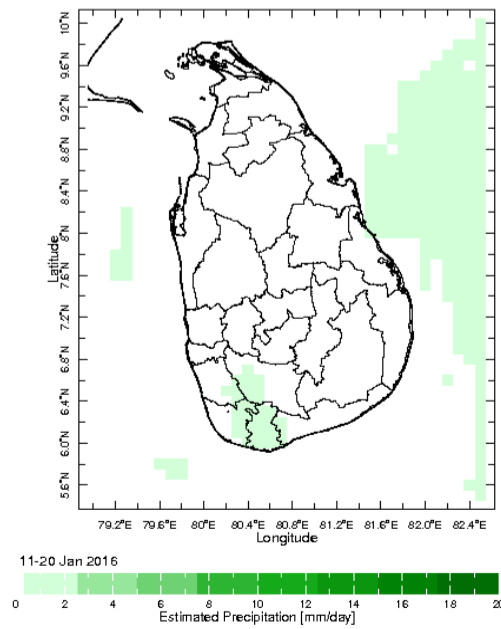 10°N
9.6°N
9.2°N
8.8°N
8.4°N
8°N
7.6°N
7.2°N
6.8°N
6.4°N
6.0°N
5.6°N
Latitude
79.2°E 79.6°E 80°E 80.4°E 80.8°E 81.2°E 81.6°E 82.0°E 82.4°E
Longitude
11-20 Jan 2016
0 2 4 6 8 10 12 14 16 18 20
Estimated Precipitation [mm/day]